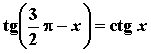 tg(3/2 π − x) = ctg x